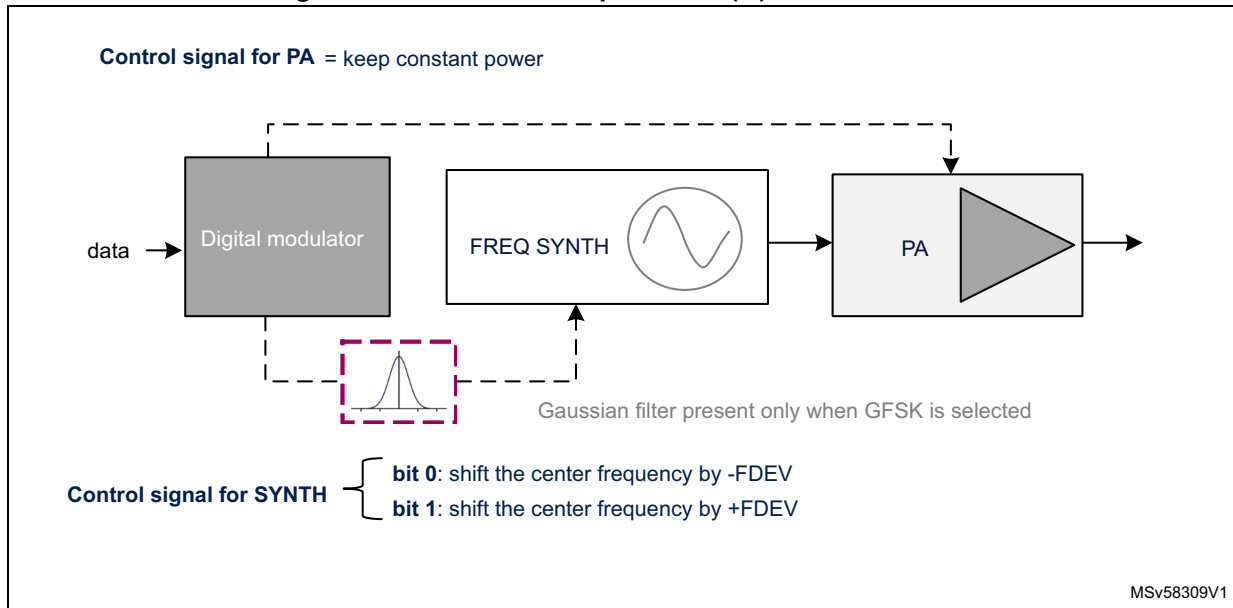 Control signal for PA = keep constant power
data
Digital modulator
FREQ SYNTH
PA
Gaussian filter present only when GFSK is selected
Control signal for SYNTH
bit 0: shift the center frequency by -FDEV
bit 1: shift the center frequency by +FDEV
MSv58309V1